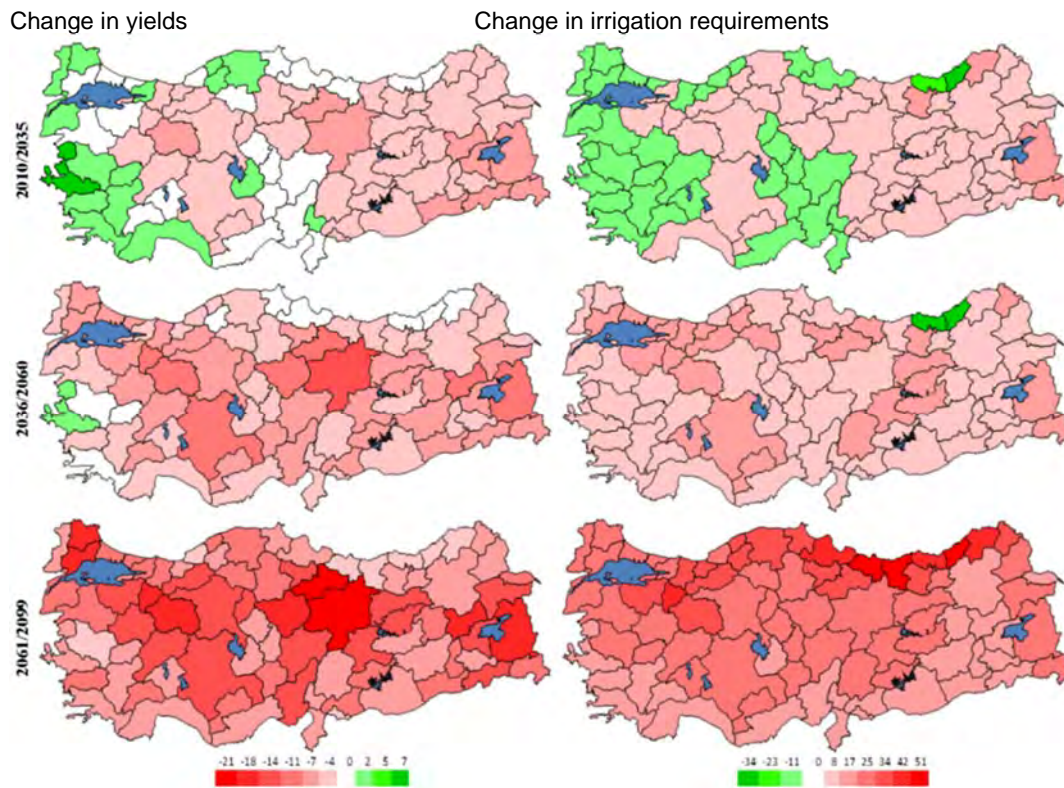 Change in yields
Change in irrigation requirements
2010/2035
2036/2060
2061/2099
-21 -18 -14 -11 -7 -4 0 2 5 7
-34 -23 -11 0 8 17 25 34 42 51